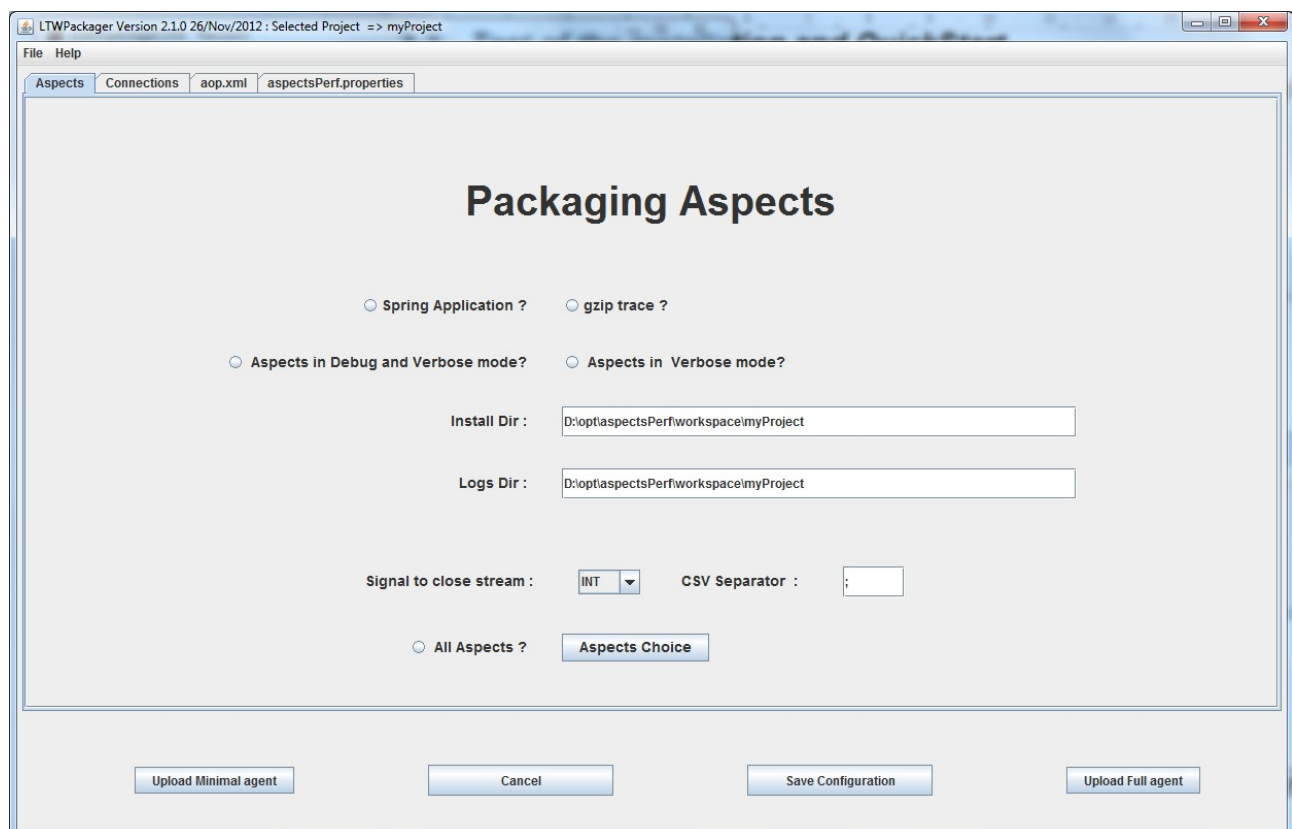 LTWPackager Version 2.1.0 26/Nov/2012 : Selected Project => myProject
File Help
Aspects Connections aop.xml aspectsPerf.properties
Packaging Aspects
Spring Application ? gzip trace ?
Aspects in Debug and Verbose mode? Aspects in Verbose mode?
Install Dir : D:\opt\aspectsPerf\workspace\myProject
Logs Dir : D:\opt\aspectsPerf\workspace\myProject
Signal to close stream : INT CSV Separator : ;
All Aspects ? Aspects Choice
Upload Minimal agent Cancel Save Configuration Upload Full agent